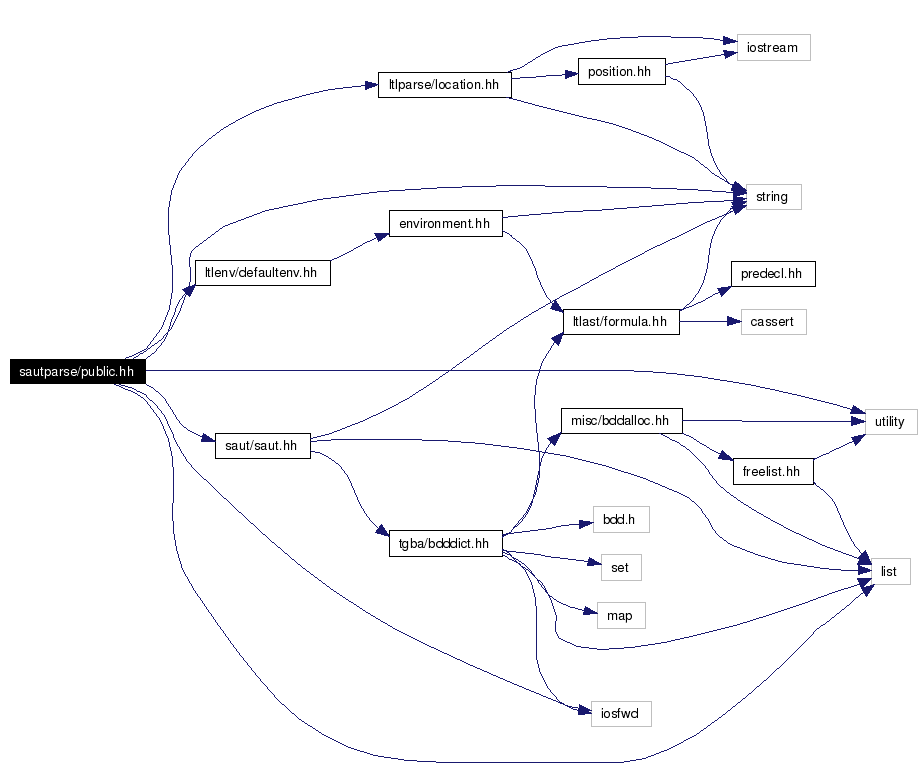 iostream
position.hh
ltlparse/location.hh
string
environment.hh
ltlenv/defaultenv.hh
predecl.hh
ltlast/formula.hh
cassert
sautparse/public.hh
misc/bddalloc.hh
utility
saut/saut.hh
freelist.hh
bdd.h
tgba/bdddict.hh
set
list
map
iosfwd